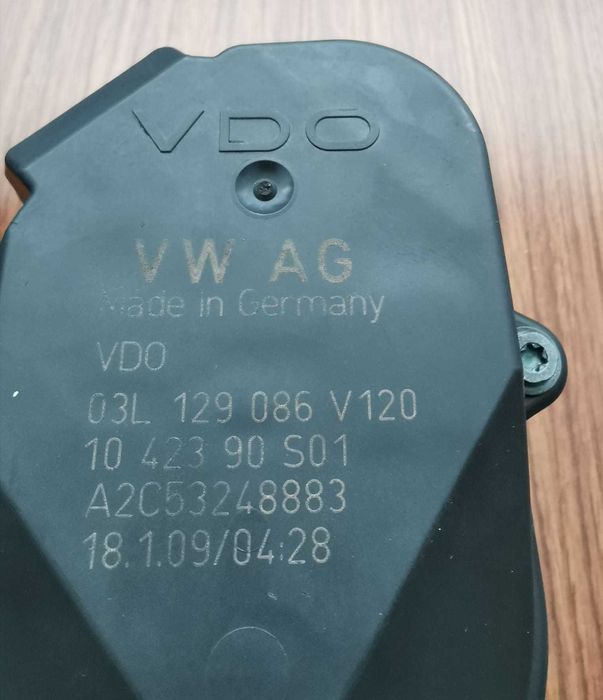 VDO
VW AG
Made in Germany
VDO
03L 129 086 V120
10 423 90 S01
A2C53248883
18.1.09/04:28